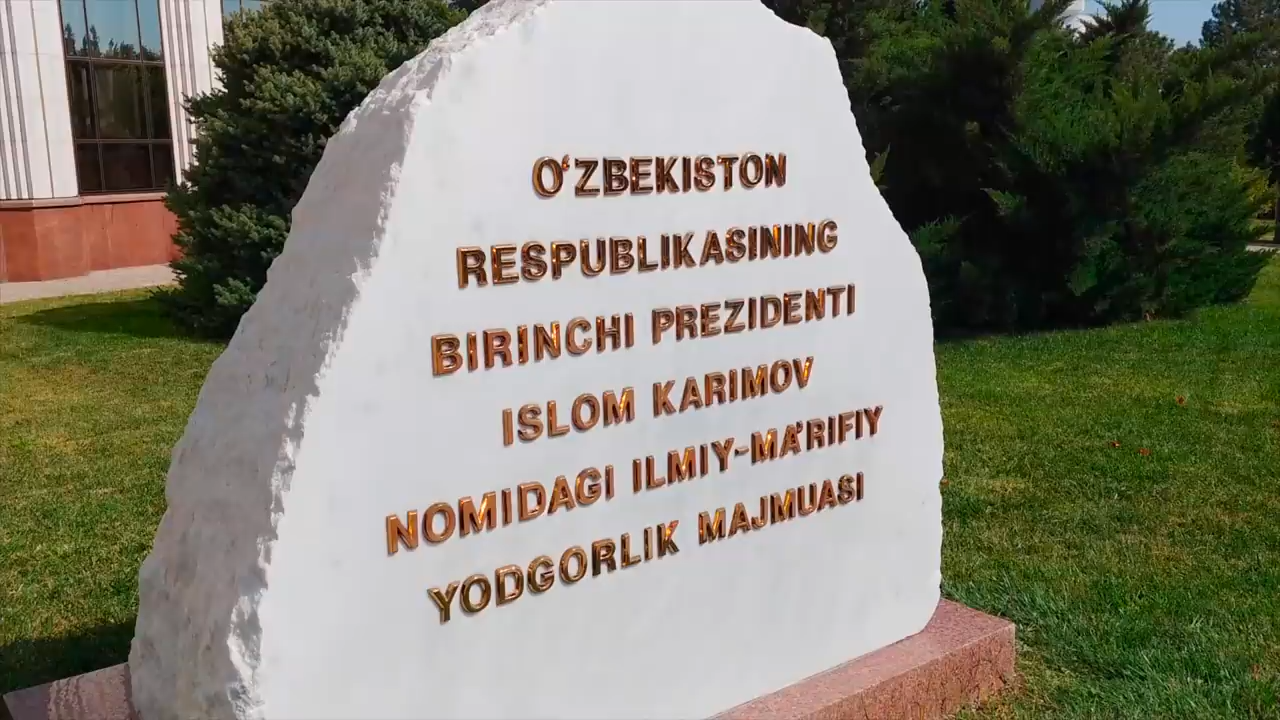 O‘ZBEKISTON
RESPUBLIKASINING
BIRINCHI PREZIDENTI
ISLOM KARIMOV
NOMIDAGI ILMIY-MA’RIFIY
YODGORLIK MAJMUASI